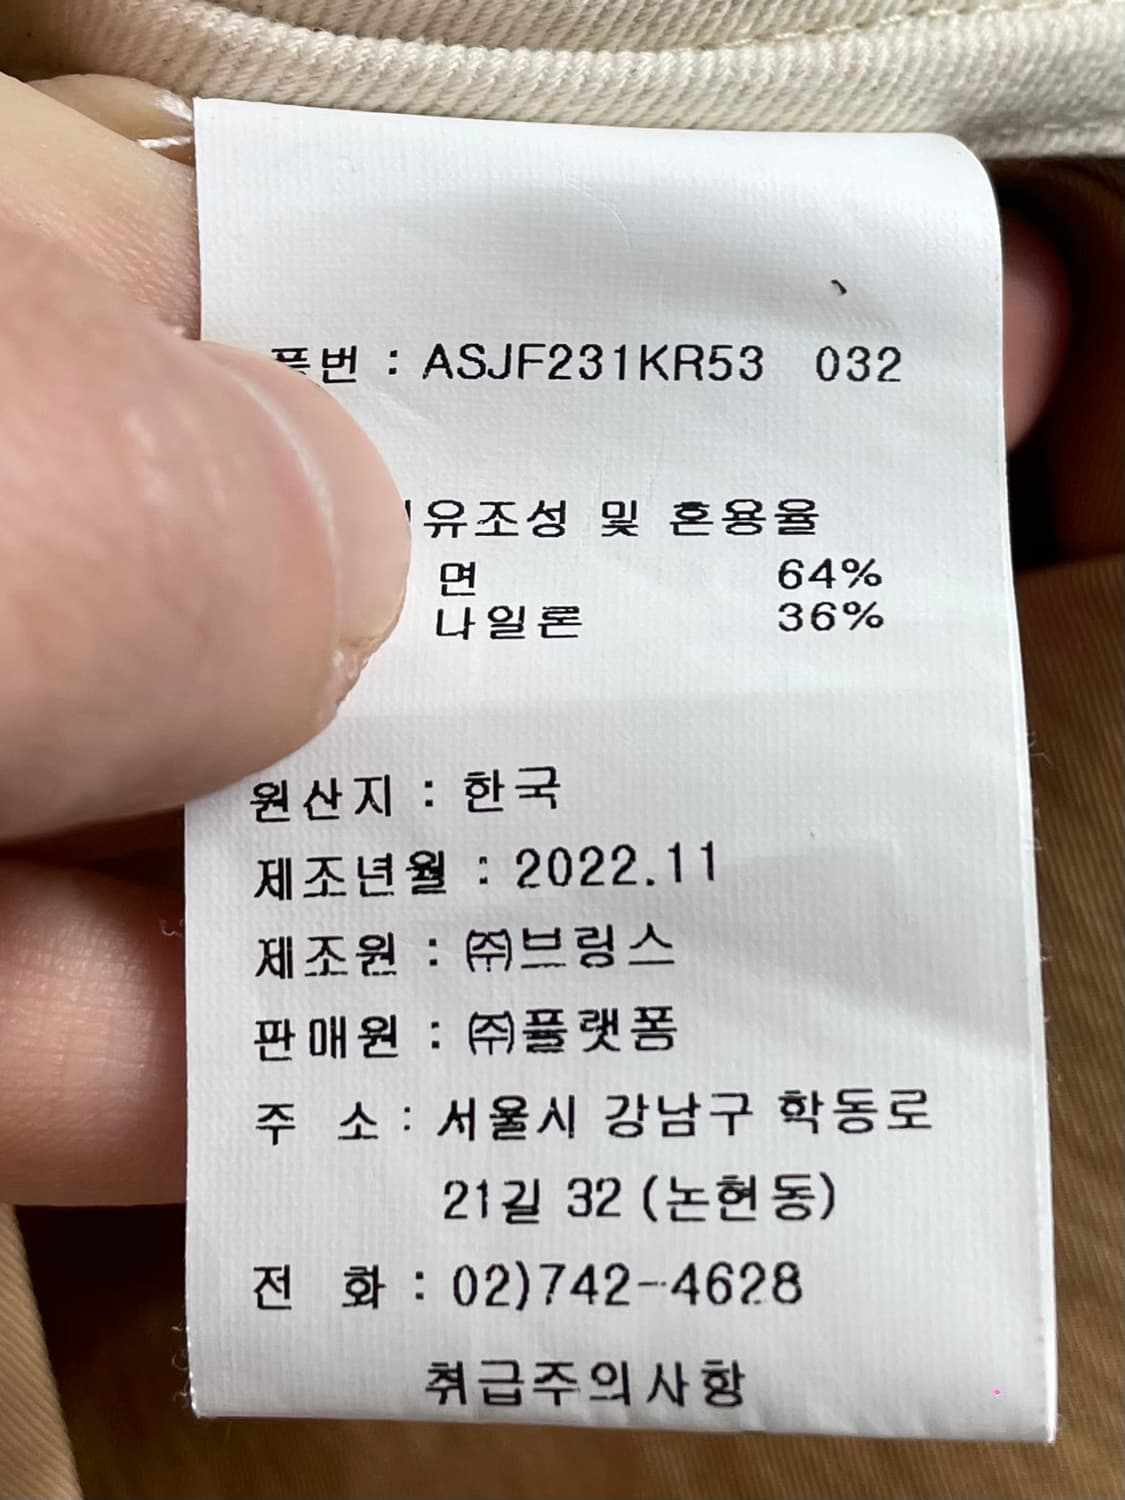 품번 : ASJF231KR53 032
섬유조성 및 혼용율
면 64%
나일론 36%
원산지 : 한국
제조년월 : 2022.11
제조원 : ㈜브링스
판매원 : ㈜플랫폼
주 소 : 서울시 강남구 학동로
21길 32 (논현동)
전 화 : 02)742-4628
취급주의사항